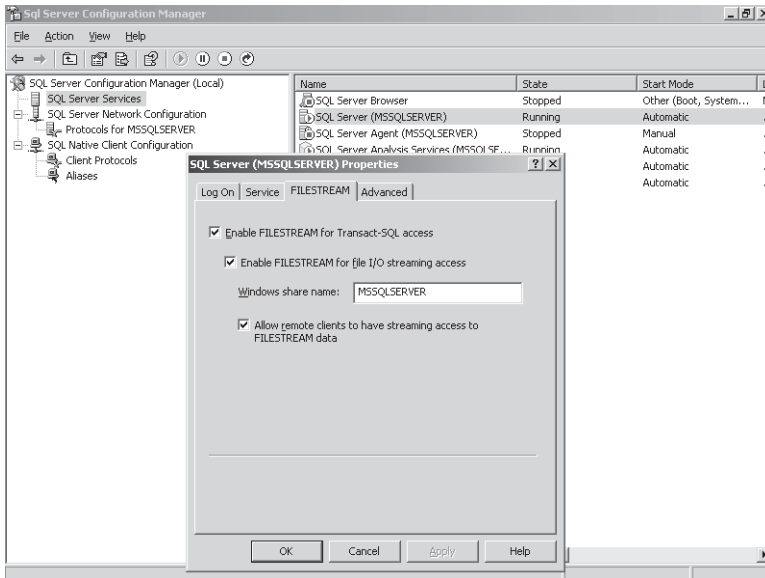 Sql Server Configuration Manager
File Action View Help
SQL Server Configuration Manager (Local)
SQL Server Services
SQL Server Network Configuration
Protocols for MSSQLSERVER
SQL Native Client Configuration
Client Protocols
Aliases
Name State Start Mode
SQL Server Browser Stopped Other (Boot, System...
SQL Server (MSSQLSERVER) Running Automatic
SQL Server Agent (MSSQLSERVER) Stopped Manual
SQL Server Analysis Services (MSSQLSE... Running Automatic
Automatic
Automatic
SQL Server (MSSQLSERVER) Properties
Log On Service FILESTREAM Advanced
Enable FILESTREAM for Transact-SQL access
Enable FILESTREAM for file I/O streaming access
Windows share name: MSSQLSERVER
Allow remote clients to have streaming access to
FILESTREAM data
OK Cancel Apply Help